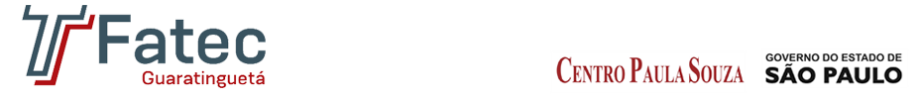 Fatec
Guaratinguetá
CENTRO PAULA SOUZA
GOVERNO DO ESTADO DE
SÃO PAULO